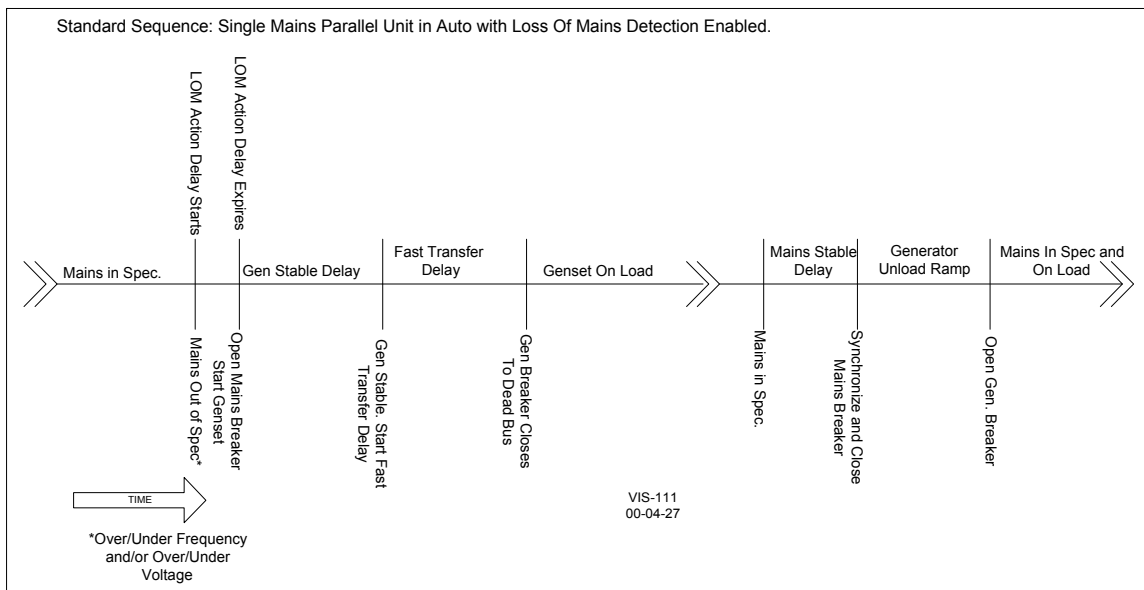 Standard Sequence: Single Mains Parallel Unit in Auto with Loss Of Mains Detection Enabled.
LOM Action Delay Starts
LOM Action Delay Expires
Mains in Spec.
Gen Stable Delay
Fast Transfer
Delay
Genset On Load
Mains Stable
Delay
Generator
Unload Ramp
Mains In Spec and
On Load
Mains Out of Spec*
Open Mains Breaker
Start Genset
Gen Stable. Start Fast
Transfer Delay
Gen Breaker Closes
To Dead Bus
Mains in Spec.
Synchronize and Close
Mains Breaker
Open Gen. Breaker
TIME
*Over/Under Frequency
and/or Over/Under
Voltage
VIS-111
00-04-27